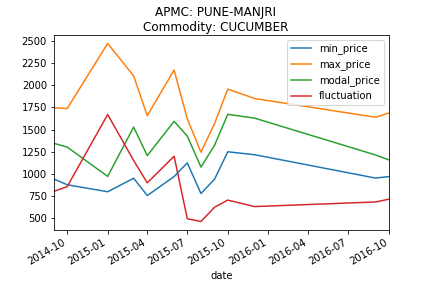 APMC: PUNE-MANJRI
Commodity: CUCUMBER
2500
2250
2000
1750
1500
1250
1000
750
500
min_price
max_price
modal_price
fluctuation
2014-10
2015-01
2015-04
2015-07
2015-10
2016-01
2016-04
2016-07
2016-10
date